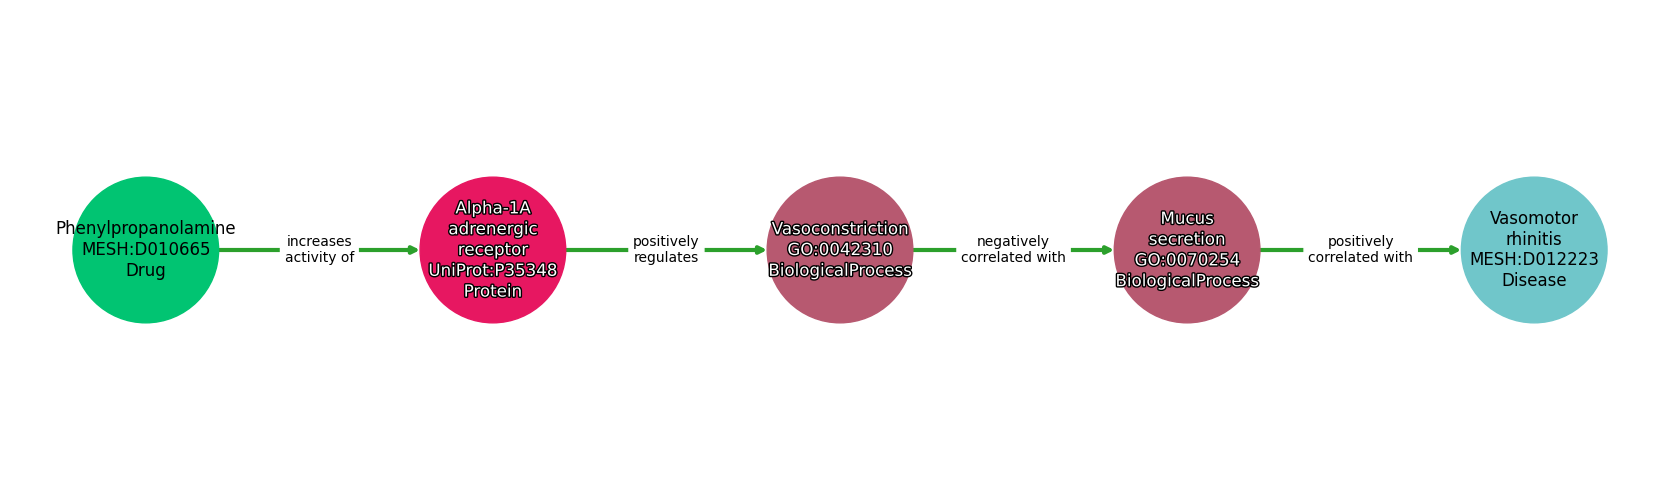 Phenylpropanolamine
MESH:D010665
Drug
increases
activity of
Alpha-1A
adrenergic
receptor
UniProt:P35348
Protein
positively
regulates
Vasoconstriction
GO:0042310
BiologicalProcess
negatively
correlated with
Mucus
secretion
GO:0070254
BiologicalProcess
positively
correlated with
Vasomotor
rhinitis
MESH:D012223
Disease